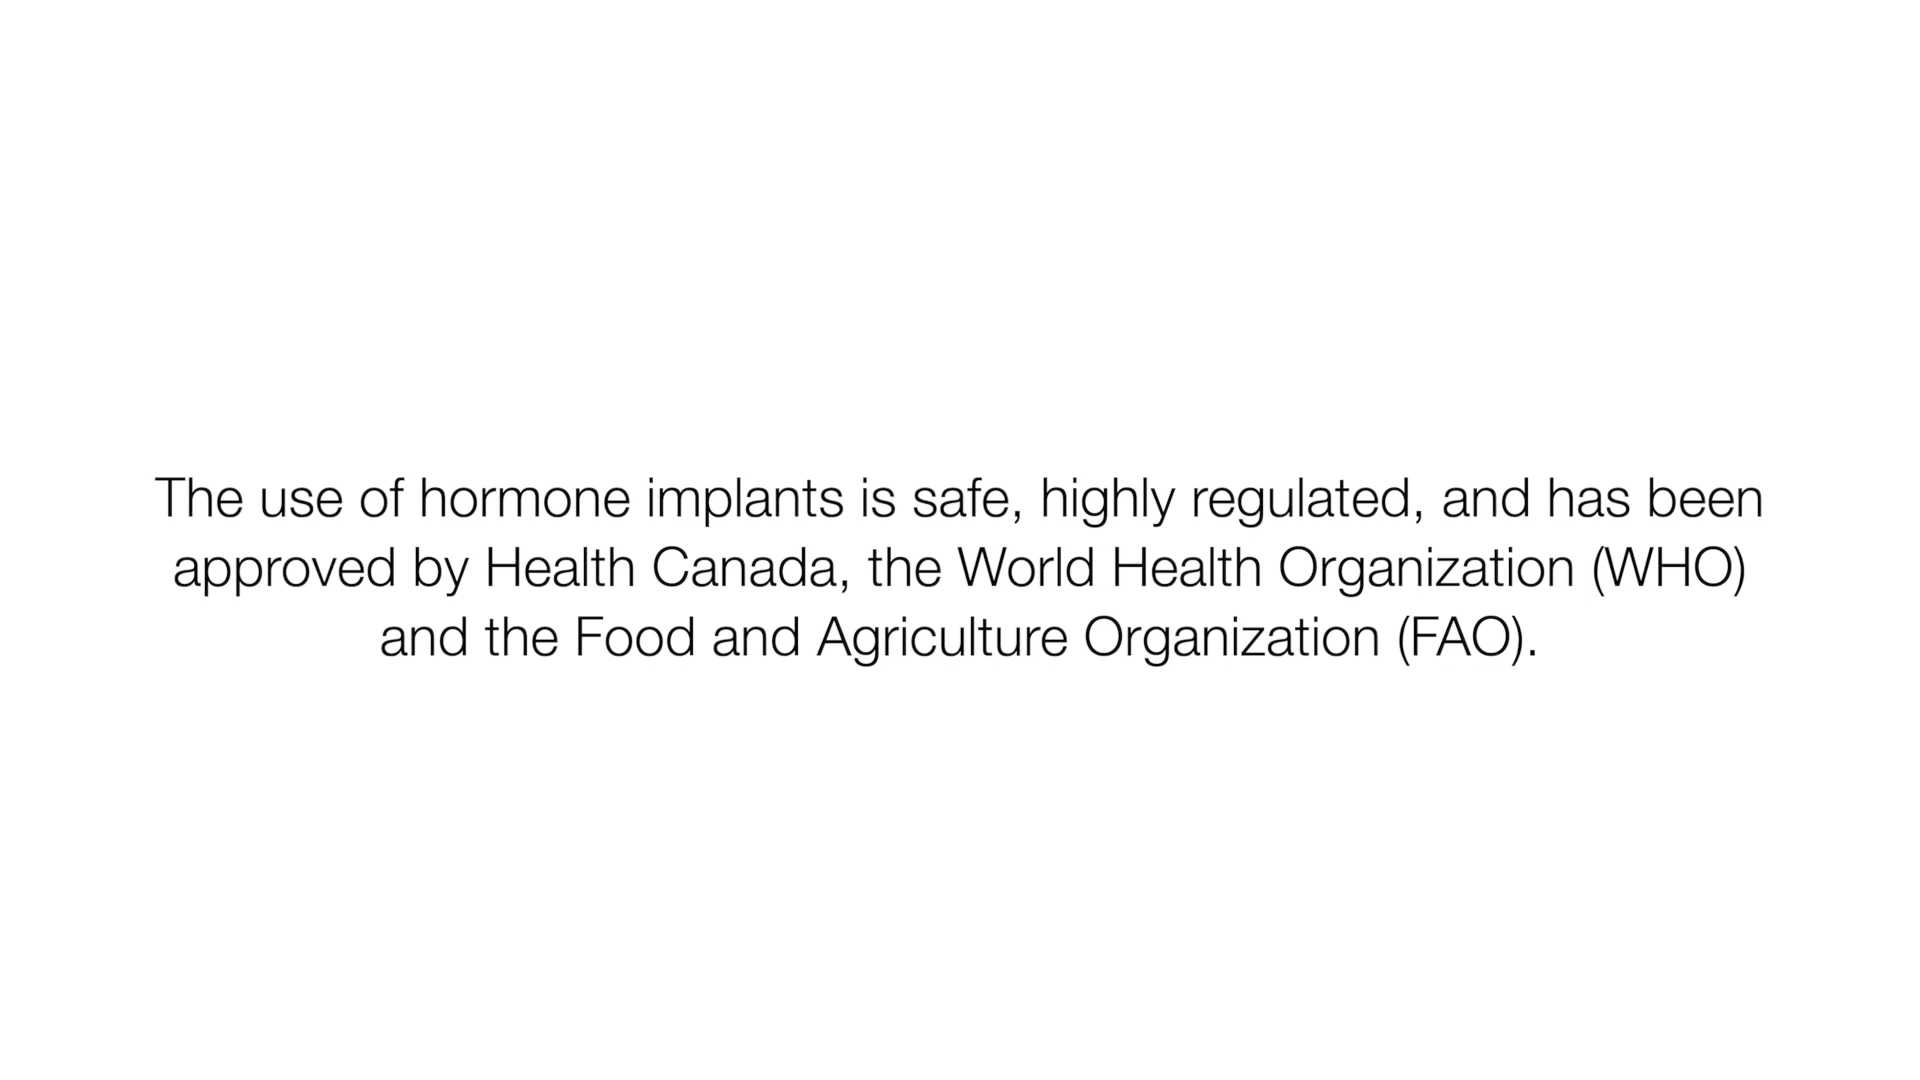 The use of hormone implants is safe, highly regulated, and has been
approved by Health Canada, the World Health Organization (WHO)
and the Food and Agriculture Organization (FAO).